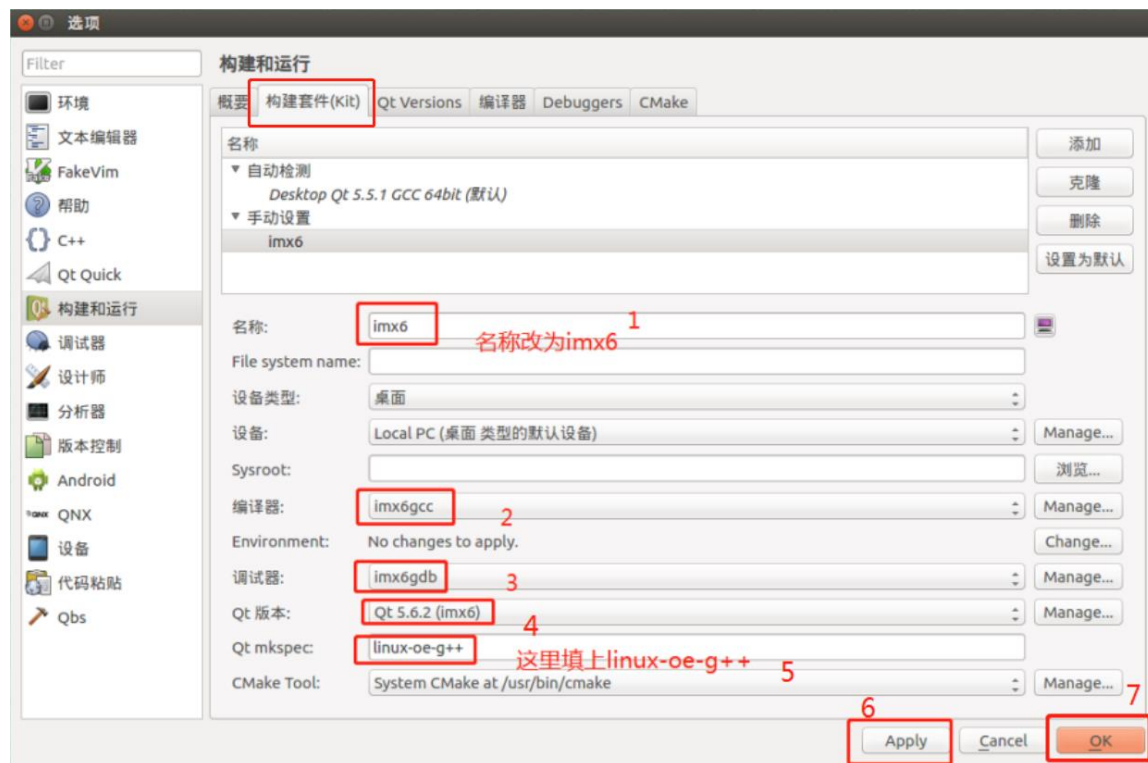 选项
Filter
构建和运行
环境
文本编辑器
FakeVim
帮助
C++
Qt Quick
构建和运行
调试器
设计师
分析器
版本控制
Android
QNX
设备
代码粘贴
Qbs
概要 构建套件(Kit) Qt Versions 编译器 Debuggers CMake
名称
自动检测
Desktop Qt 5.5.1 GCC 64bit (默认)
手动设置
imx6
添加
克隆
删除
设置为默认
名称: imx6 1
名称改为imx6
File system name:
设备类型: 桌面
设备: Local PC (桌面 类型的默认设备) Manage...
Sysroot: 浏览...
编译器: imx6gcc 2 Manage...
Environment: No changes to apply. Change...
调试器: imx6gdb 3 Manage...
Qt 版本: Qt 5.6.2 (imx6) 4 Manage...
Qt mkspec: linux-oe-g++
这里填上linux-oe-g++ 5
CMake Tool: System CMake at /usr/bin/cmake Manage...
6 7
Apply Cancel OK